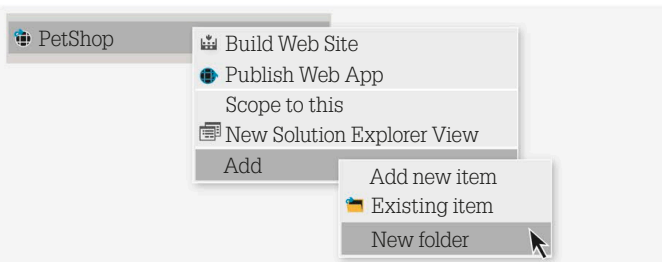 PetShop
Build Web Site
Publish Web App
Scope to this
New Solution Explorer View
Add
Add new item
Existing item
New folder